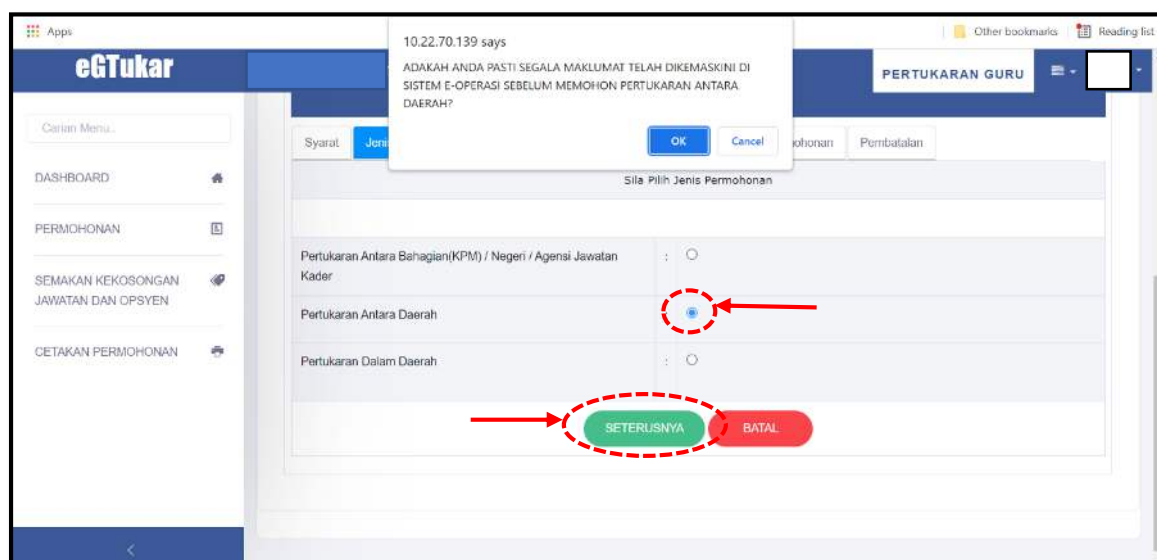 Apps
Other bookmarks
Reading list
10.22.70.139 says
ADAKAH ANDA PASTI SEGALA MAKLUMAT TELAH DIKEMASKINI DI
SISTEM E-OPERASI SEBELUM MEMOHON PERTUKARAN ANTARA
DAERAH?
OK
Cancel
eGTukar
PERTUKARAN GURU
Carian Menu..
Syarat
Jeni
ohonan
Pembatalan
Sila Pilih Jenis Permohonan
DASHBOARD
PERMOHONAN
SEMAKAN KEKOSONGAN
JAWATAN DAN OPSYEN
CETAKAN PERMOHONAN
Pertukaran Antara Bahagian(KPM) / Negeri / Agensi Jawatan
Kader
:
Pertukaran Antara Daerah
Pertukaran Dalam Daerah
:
SETERUSNYA
BATAL
<